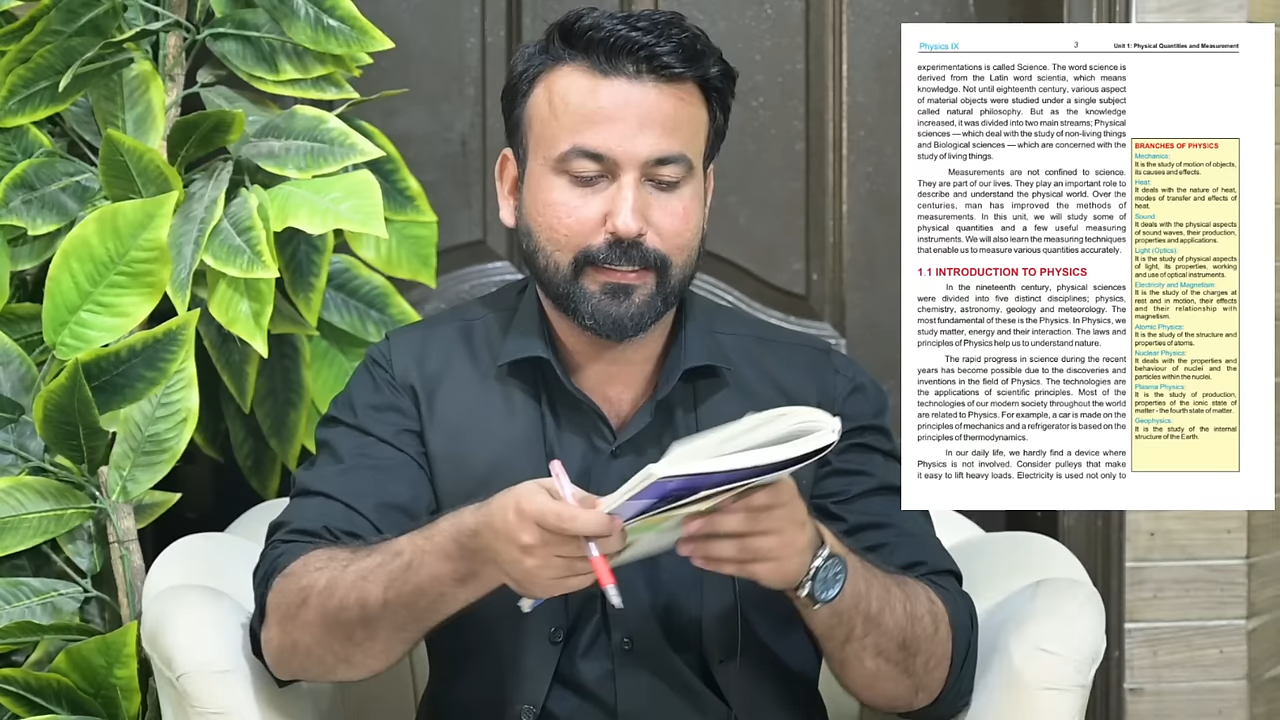 Physics IX 3 Unit 1: Physical Quantities and Measurement
experimentations is called Science. The word science is
derived from the Latin word scientia, which means
knowledge. Not until eighteenth century, various aspect
of material objects were studied under a single subject
called natural philosophy. But as the knowledge
increased, it was divided into two main streams; Physical
sciences — which deal with the study of non-living things
and Biological sciences — which are concerned with the
study of living things.
Measurements are not confined to science.
They are part of our lives. They play an important role to
describe and understand the physical world. Over the
centuries, man has improved the methods of
measurements. In this unit, we will study some of
physical quantities and a few useful measuring
instruments. We will also learn the measuring techniques
that enable us to measure various quantities accurately.
1.1 INTRODUCTION TO PHYSICS
In the nineteenth century, physical sciences
were divided into five distinct disciplines; physics,
chemistry, astronomy, geology and meteorology. The
most fundamental of these is the Physics. In Physics, we
study matter, energy and their interaction. The laws and
principles of Physics help us to understand nature.
The rapid progress in science during the recent
years has become possible due to the discoveries and
inventions in the field of Physics. The technologies are
the applications of scientific principles. Most of the
technologies of our modern society throughout the world
are related to Physics. For example, a car is made on the
principles of mechanics and a refrigerator is based on the
principles of thermodynamics.
In our daily life, we hardly find a device where
Physics is not involved. Consider pulleys that make
it easy to lift heavy loads. Electricity is used not only to
BRANCHES OF PHYSICS
Mechanics:
It is the study of motion of objects,
its causes and effects.
Heat:
It deals with the nature of heat,
modes of transfer and effects of
heat.
Sound:
It deals with the physical aspects
of sound waves, their production,
properties and applications.
Light (Optics):
It is the study of physical aspects
of light, its properties, working
and use of optical instruments.
Electricity and Magnetism:
It is the study of the charges at
rest and in motion, their effects
and their relationship with
magnetism.
Atomic Physics:
It is the study of the structure and
properties of atoms.
Nuclear Physics:
It deals with the properties and
behaviour of nuclei and the
particles within the nuclei.
Plasma Physics:
It is the study of production,
properties of the ionic state of
matter - the fourth state of matter.
Geophysics:
It is the study of the internal
structure of the Earth.